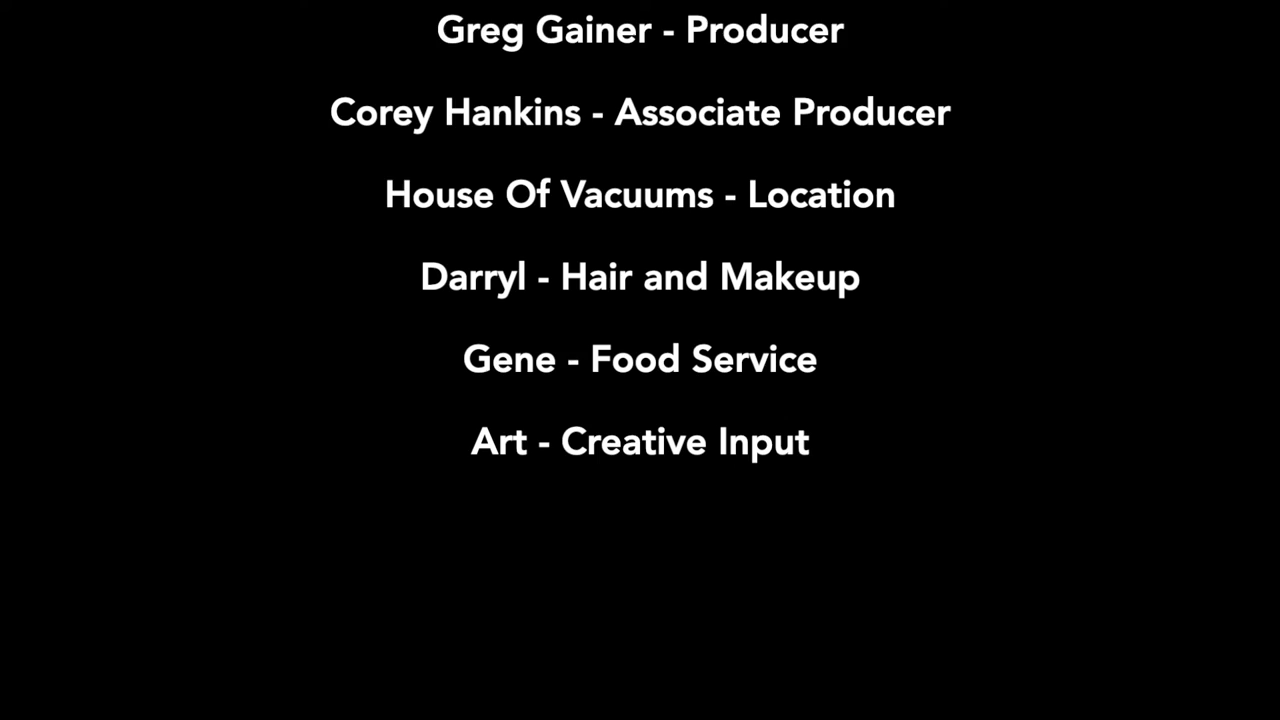 Greg Gainer - Producer
Corey Hankins - Associate Producer
House Of Vacuums - Location
Darryl - Hair and Makeup
Gene - Food Service
Art - Creative Input